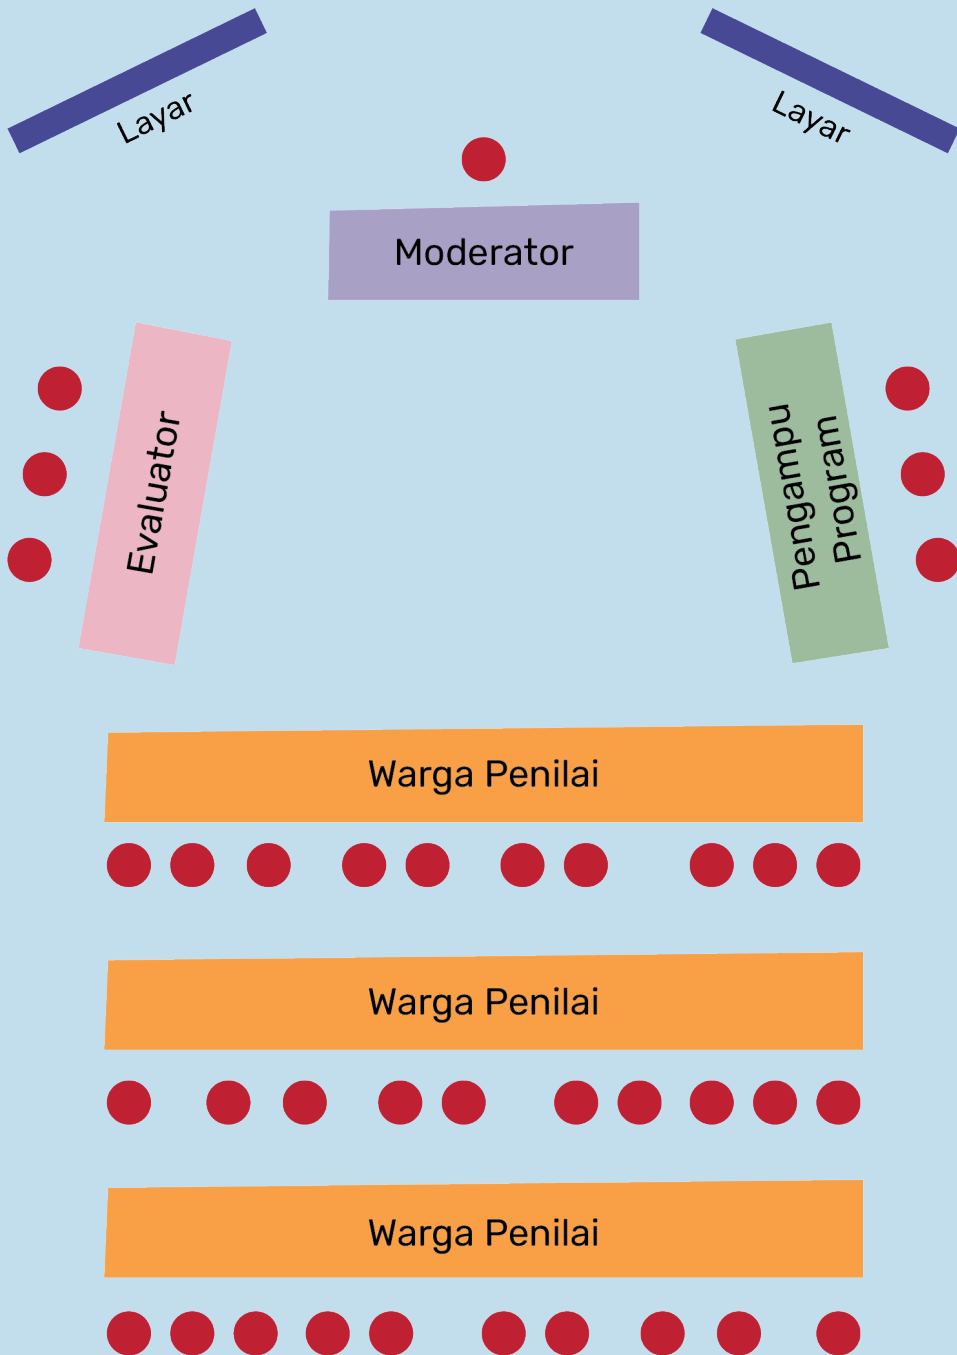 Layar
Layar
Moderator
Evaluator
Pengampu
Program
Warga Penilai
Warga Penilai
Warga Penilai